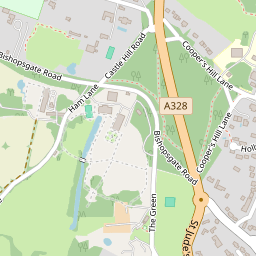 Castle Hill Road
Cooper's Hill Lane
Bishopsgate Road
Ham Lane
A328
Bishopsgate Road
Cooper's Hill Lane
The Green
St Jude's